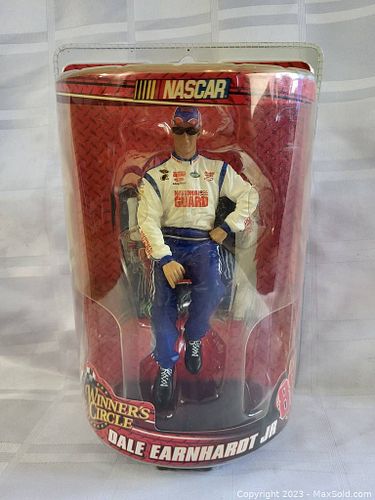 NASCAR
NATIONAL
GUARD
WINNER'S
CIRCLE
DALE EARNHARDT JR
Copyright © 2023 - MaxSold.com